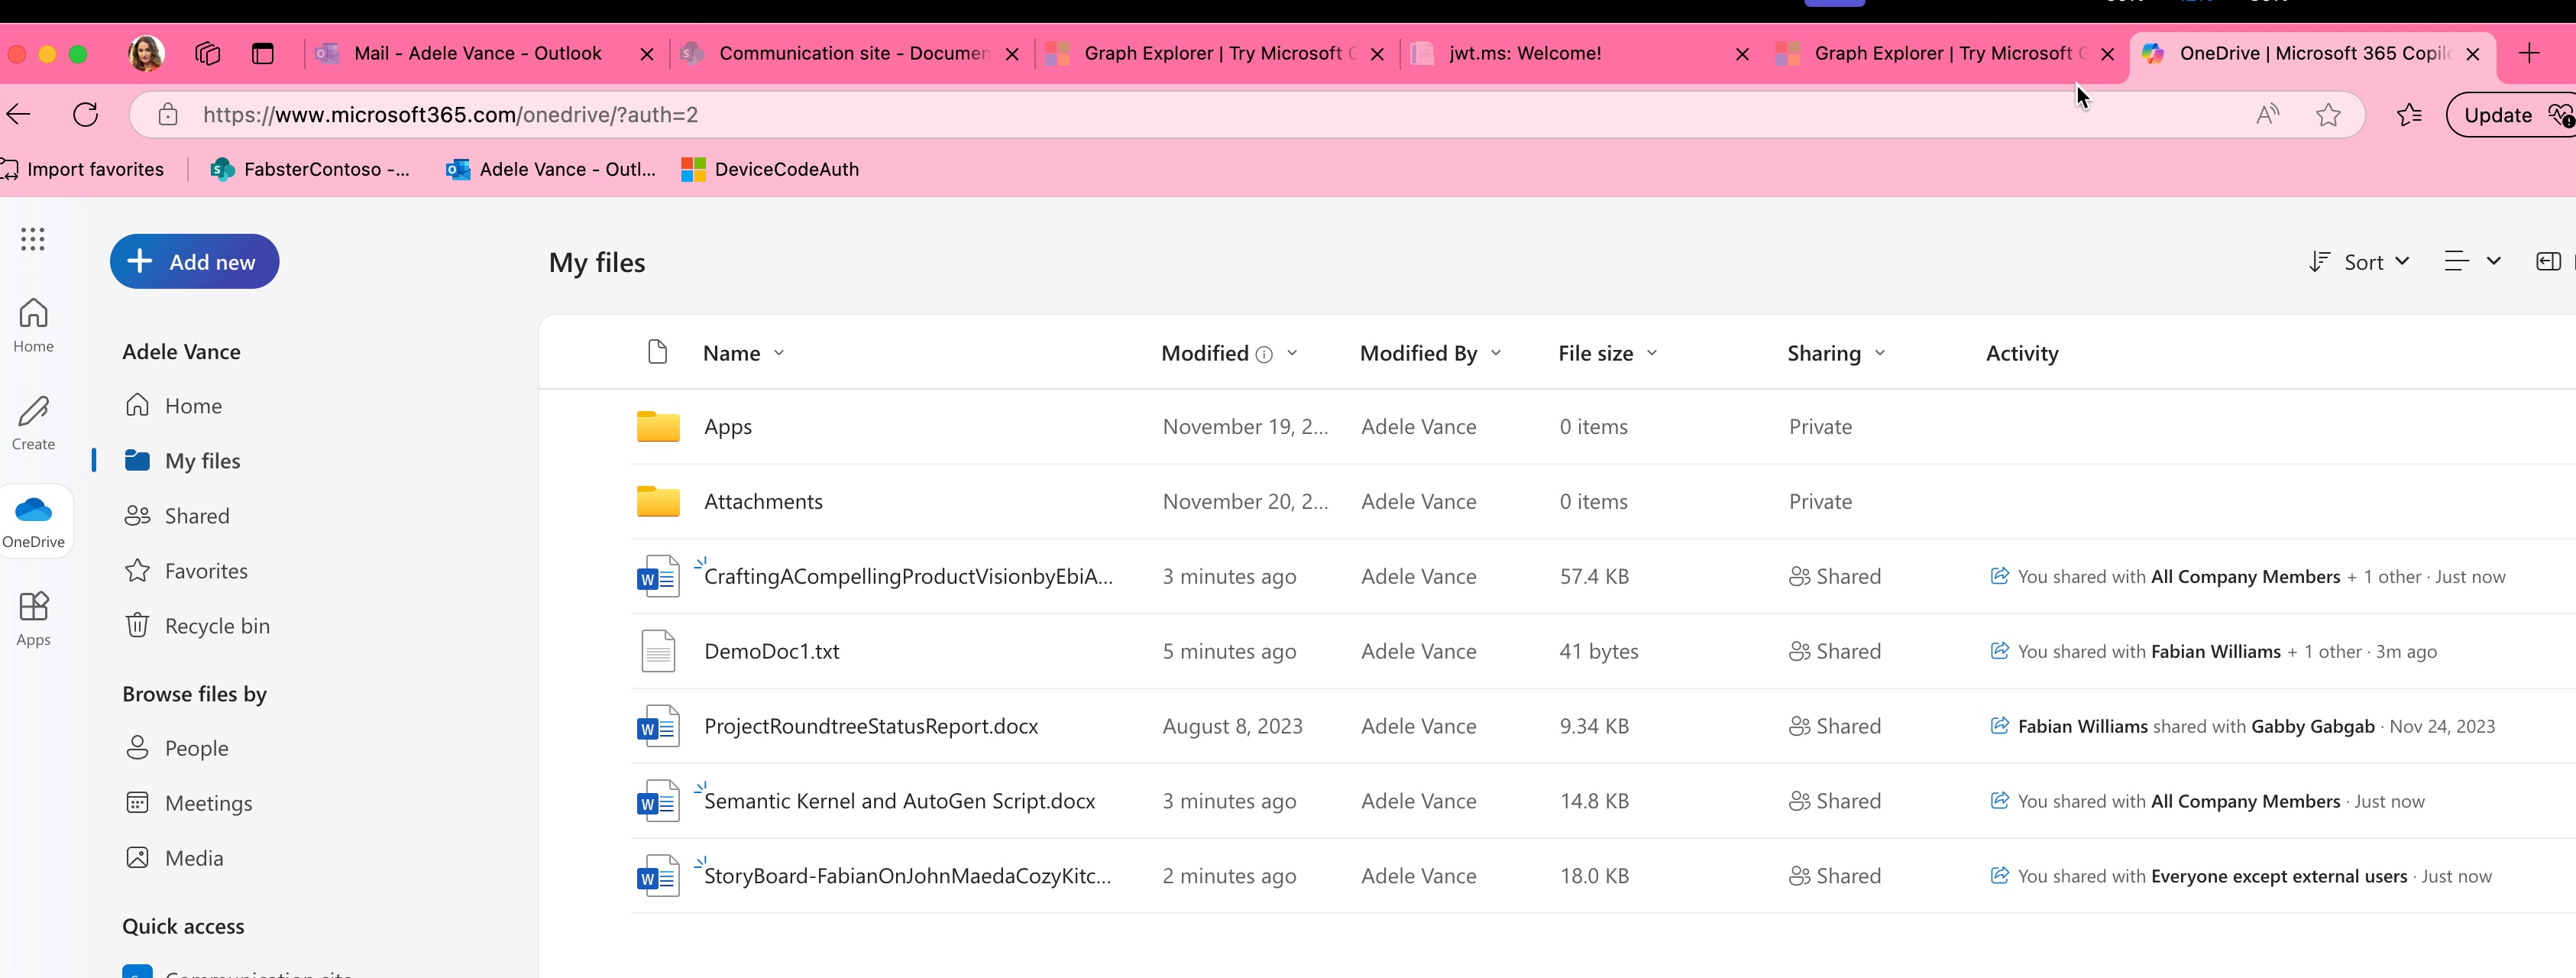 Mail - Adele Vance - Outlook
Communication site - Documen
Graph Explorer | Try Microsoft
jwt.ms: Welcome!
Graph Explorer | Try Microsoft
OneDrive | Microsoft 365 Copil
https://www.microsoft365.com/onedrive/?auth=2
Update
Import favorites
FabsterContoso -...
Adele Vance - Outl...
DeviceCodeAuth
Add new
My files
Sort
Home
Create
OneDrive
Apps
Adele Vance
Home
My files
Shared
Favorites
Recycle bin
Browse files by
People
Meetings
Media
Quick access
Name Modified Modified By File size Sharing Activity
Apps November 19, 2... Adele Vance 0 items Private
Attachments November 20, 2... Adele Vance 0 items Private
CraftingACompellingProductVisionbyEbiA... 3 minutes ago Adele Vance 57.4 KB Shared You shared with All Company Members + 1 other · Just now
DemoDoc1.txt 5 minutes ago Adele Vance 41 bytes Shared You shared with Fabian Williams + 1 other · 3m ago
ProjectRoundtreeStatusReport.docx August 8, 2023 Adele Vance 9.34 KB Shared Fabian Williams shared with Gabby Gabgab · Nov 24, 2023
Semantic Kernel and AutoGen Script.docx 3 minutes ago Adele Vance 14.8 KB Shared You shared with All Company Members · Just now
StoryBoard-FabianOnJohnMaedaCozyKitc... 2 minutes ago Adele Vance 18.0 KB Shared You shared with Everyone except external users · Just now